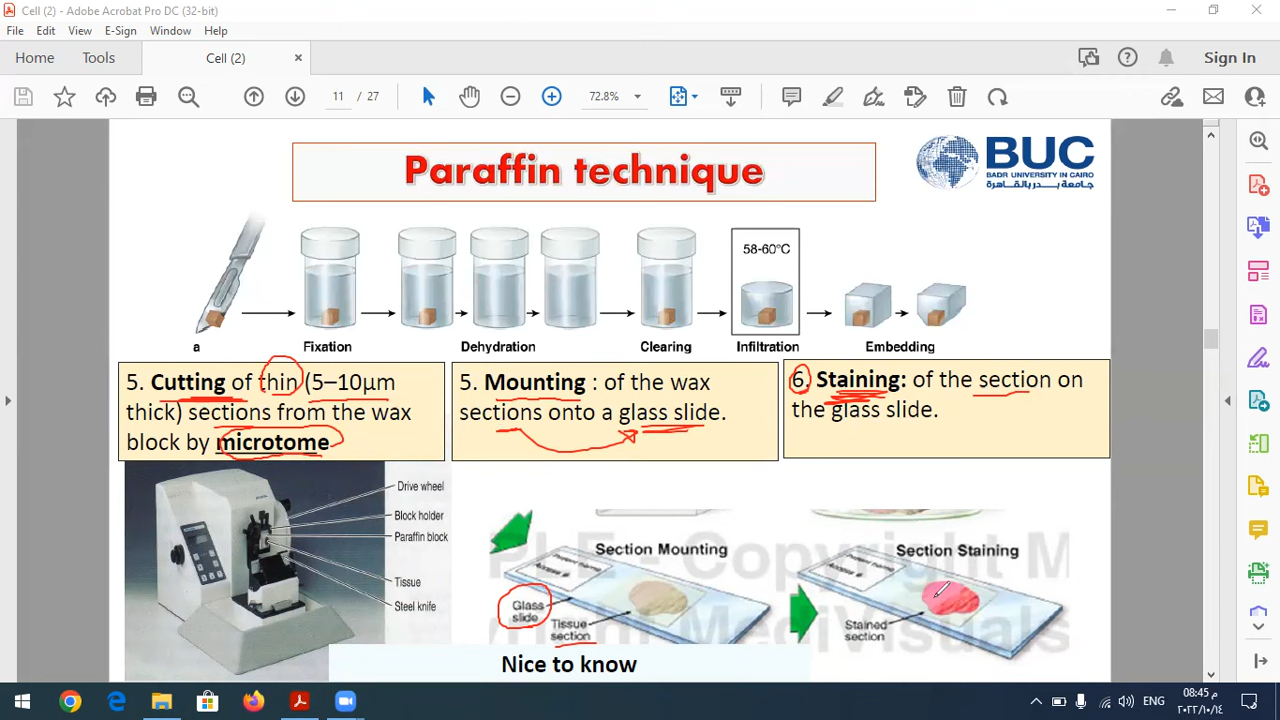 Cell (2) - Adobe Acrobat Pro DC (32-bit)
File Edit View E-Sign Window Help
Home Tools Cell (2) × Sign In
11 / 27 72.8%
Paraffin technique
BUC
BADR UNIVERSITY IN CAIRO
جامعة بدر بالقاهرة
58-60°C
a Fixation Dehydration Clearing Infiltration Embedding
5. Cutting of thin (5–10µm
thick) sections from the wax
block by microtome
5. Mounting : of the wax
sections onto a glass slide.
6. Staining: of the section on
the glass slide.
Drive wheel
Block holder
Paraffin block
Tissue
Steel knife
Section Mounting
Glass
slide
Tissue
section
Section Staining
Stained
section
PLE - Copyright M
Nice to know
ENG
08:45 م
٢٠٢٢/١٠/١٤